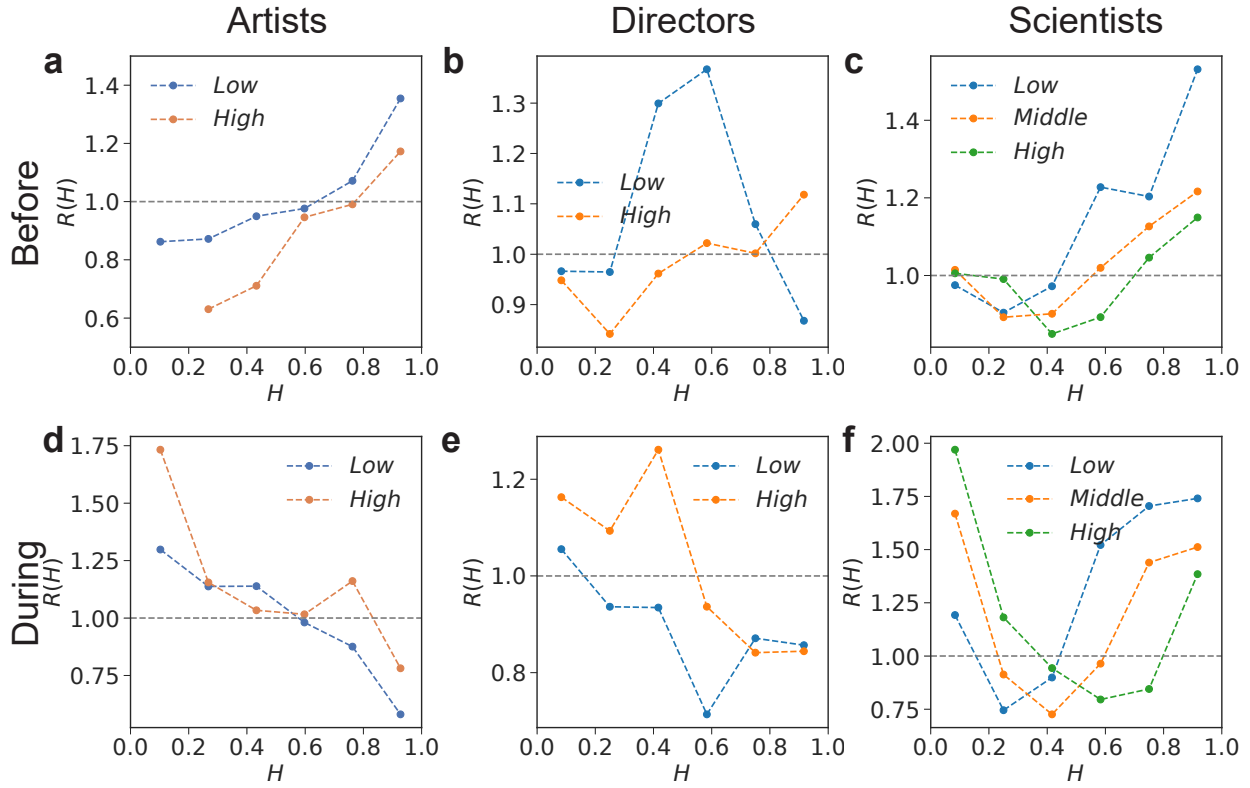 Artists
Directors
Scientists
Before
a
R(H)
1.4
1.2
1.0
0.8
0.6
Low
High
0.0 0.2 0.4 0.6 0.8 1.0
H
b
R(H)
1.3
1.2
1.1
1.0
0.9
Low
High
0.0 0.2 0.4 0.6 0.8 1.0
H
c
R(H)
1.4
1.2
1.0
Low
Middle
High
0.0 0.2 0.4 0.6 0.8 1.0
H
During
d
R(H)
1.75
1.50
1.25
1.00
0.75
Low
High
0.0 0.2 0.4 0.6 0.8 1.0
H
e
R(H)
1.2
1.0
0.8
Low
High
0.0 0.2 0.4 0.6 0.8 1.0
H
f
R(H)
2.00
1.75
1.50
1.25
1.00
0.75
Low
Middle
High
0.0 0.2 0.4 0.6 0.8 1.0
H